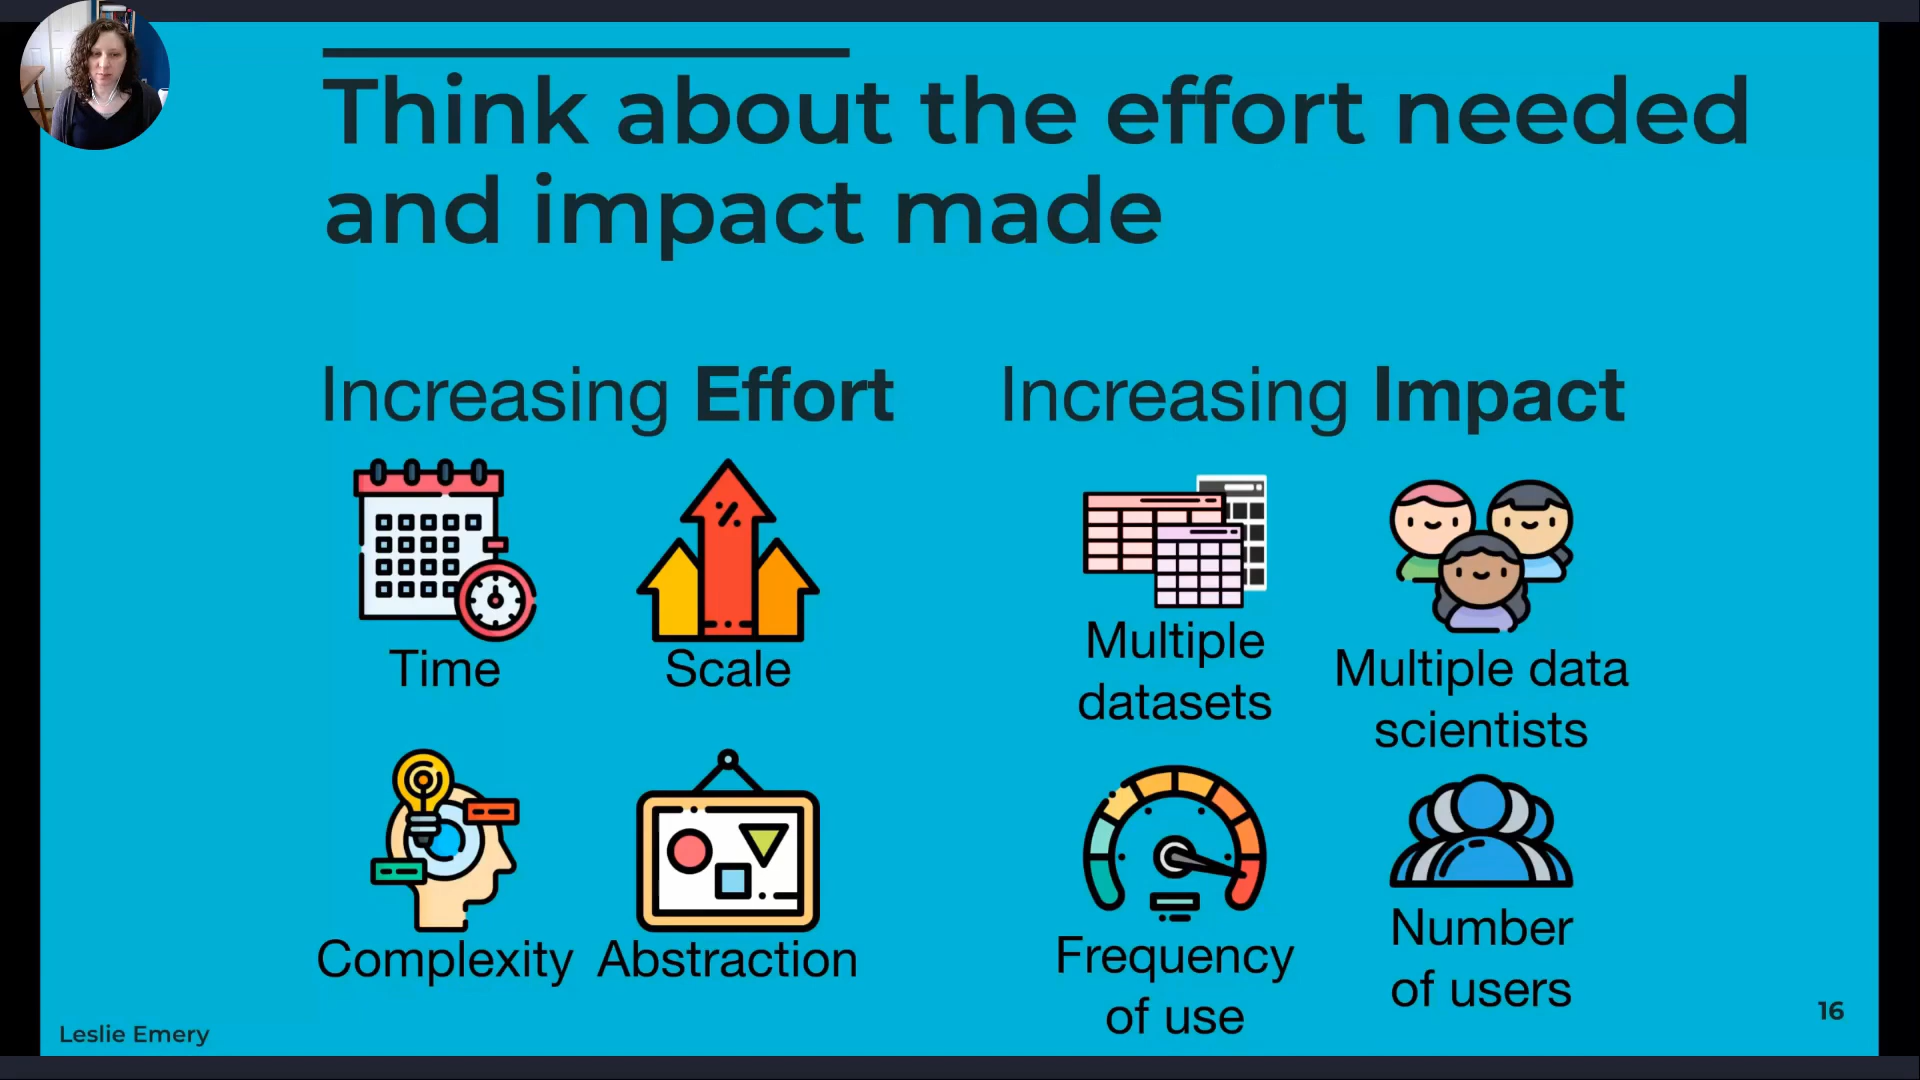 Think about the effort needed
and impact made
Increasing Effort
Time
Scale
Complexity
Abstraction
Increasing Impact
Multiple
datasets
Multiple data
scientists
Frequency
of use
Number
of users
Leslie Emery
16